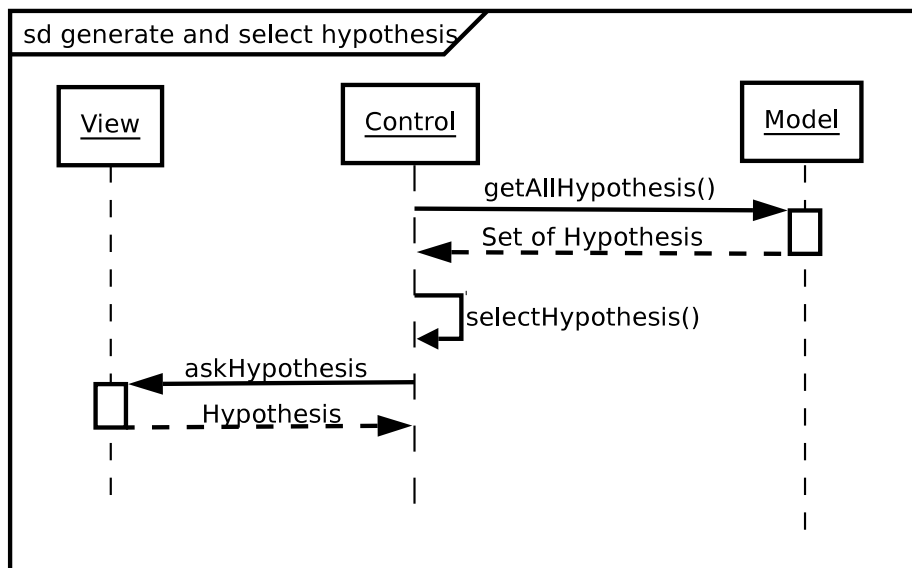 sd generate and select hypothesis
View
Control
Model
getAllHypothesis()
Set of Hypothesis
selectHypothesis()
askHypothesis
Hypothesis